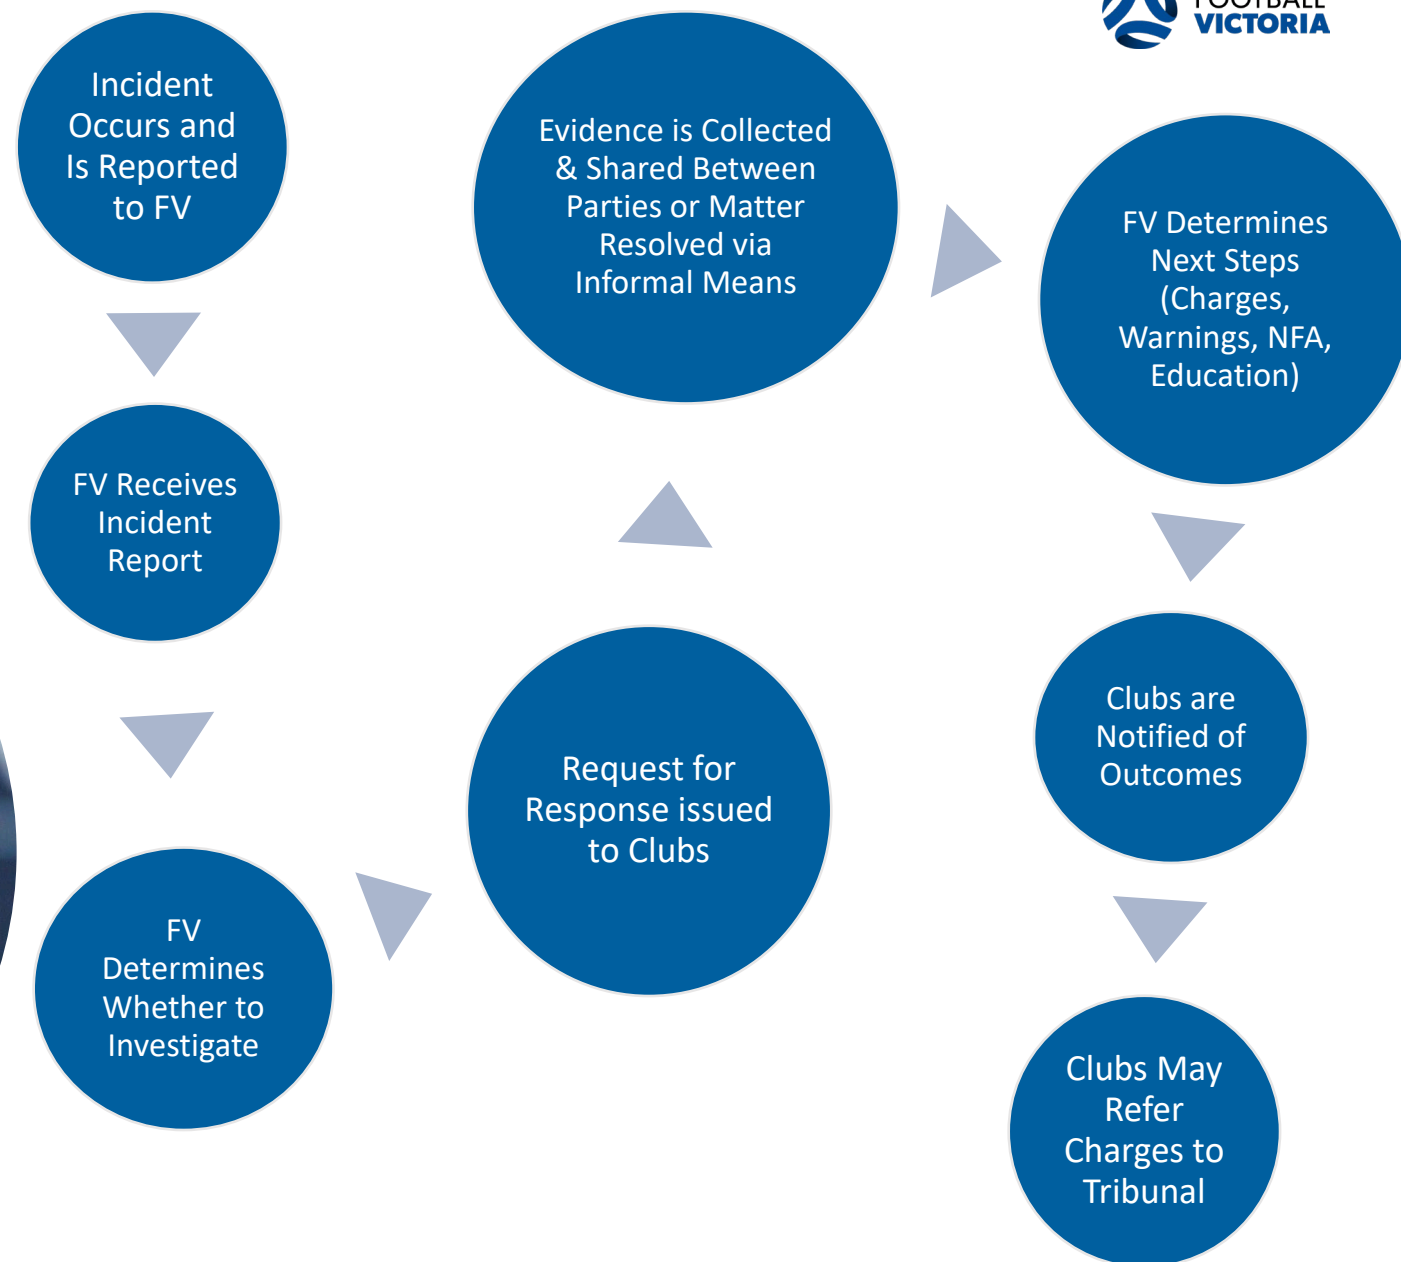 FOOTBALL
VICTORIA
Incident
Occurs and
Is Reported
to FV
FV Receives
Incident
Report
FV
Determines
Whether to
Investigate
Request for
Response issued
to Clubs
Evidence is Collected
& Shared Between
Parties or Matter
Resolved via
Informal Means
FV Determines
Next Steps
(Charges,
Warnings, NFA,
Education)
Clubs are
Notified of
Outcomes
Clubs May
Refer
Charges to
Tribunal